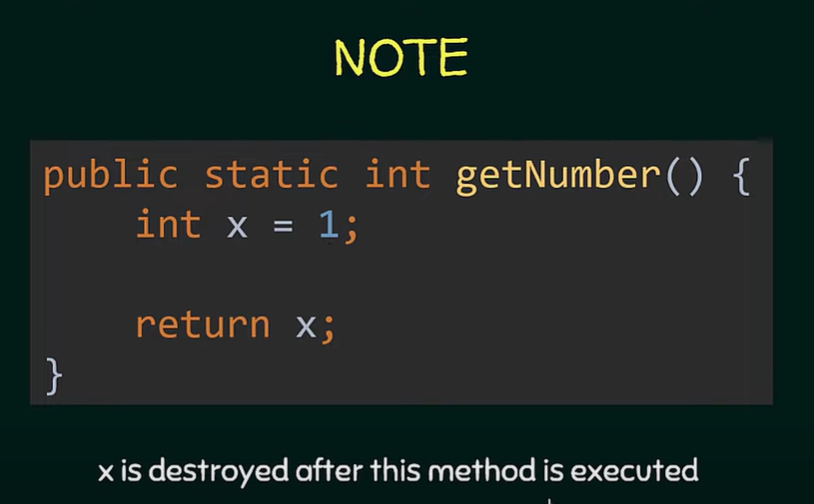 NOTE
public static int getNumber() {
    int x = 1;
    return x;
}
x is destroyed after this method is executed